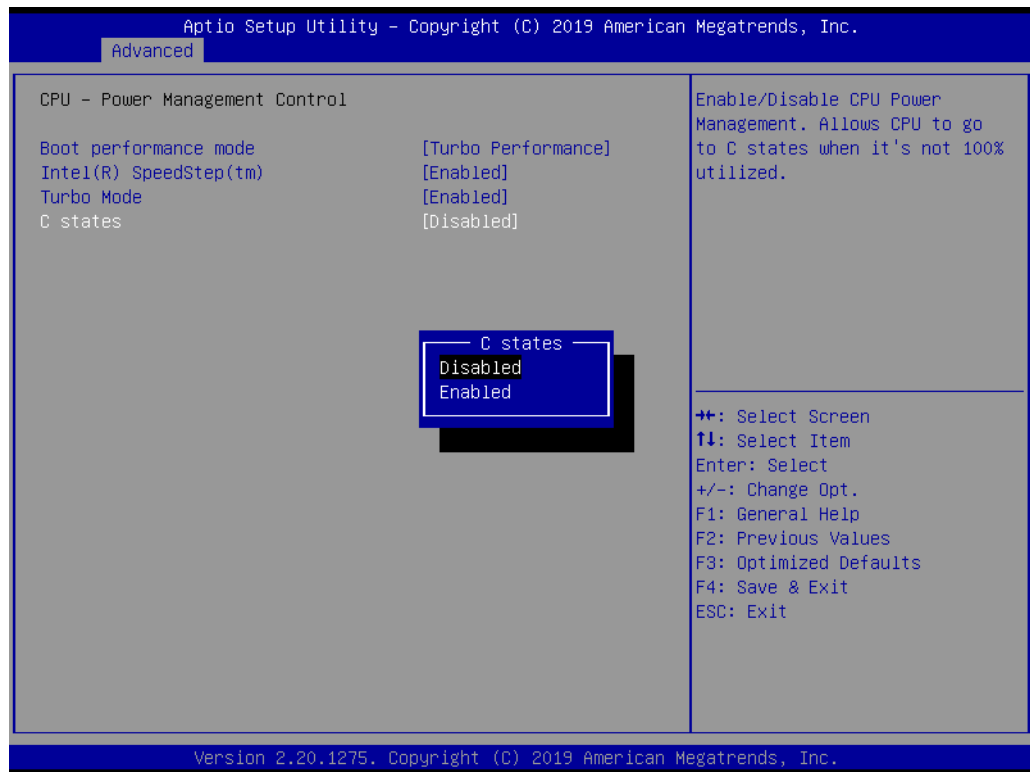 Aptio Setup Utility – Copyright (C) 2019 American Megatrends, Inc.
Advanced
CPU – Power Management Control
Boot performance mode [Turbo Performance]
Intel(R) SpeedStep(tm) [Enabled]
Turbo Mode [Enabled]
C states [Disabled]
C states
Disabled
Enabled
Enable/Disable CPU Power
Management. Allows CPU to go
to C states when it's not 100%
utilized.
→←: Select Screen
↑↓: Select Item
Enter: Select
+/-: Change Opt.
F1: General Help
F2: Previous Values
F3: Optimized Defaults
F4: Save & Exit
ESC: Exit
Version 2.20.1275. Copyright (C) 2019 American Megatrends, Inc.